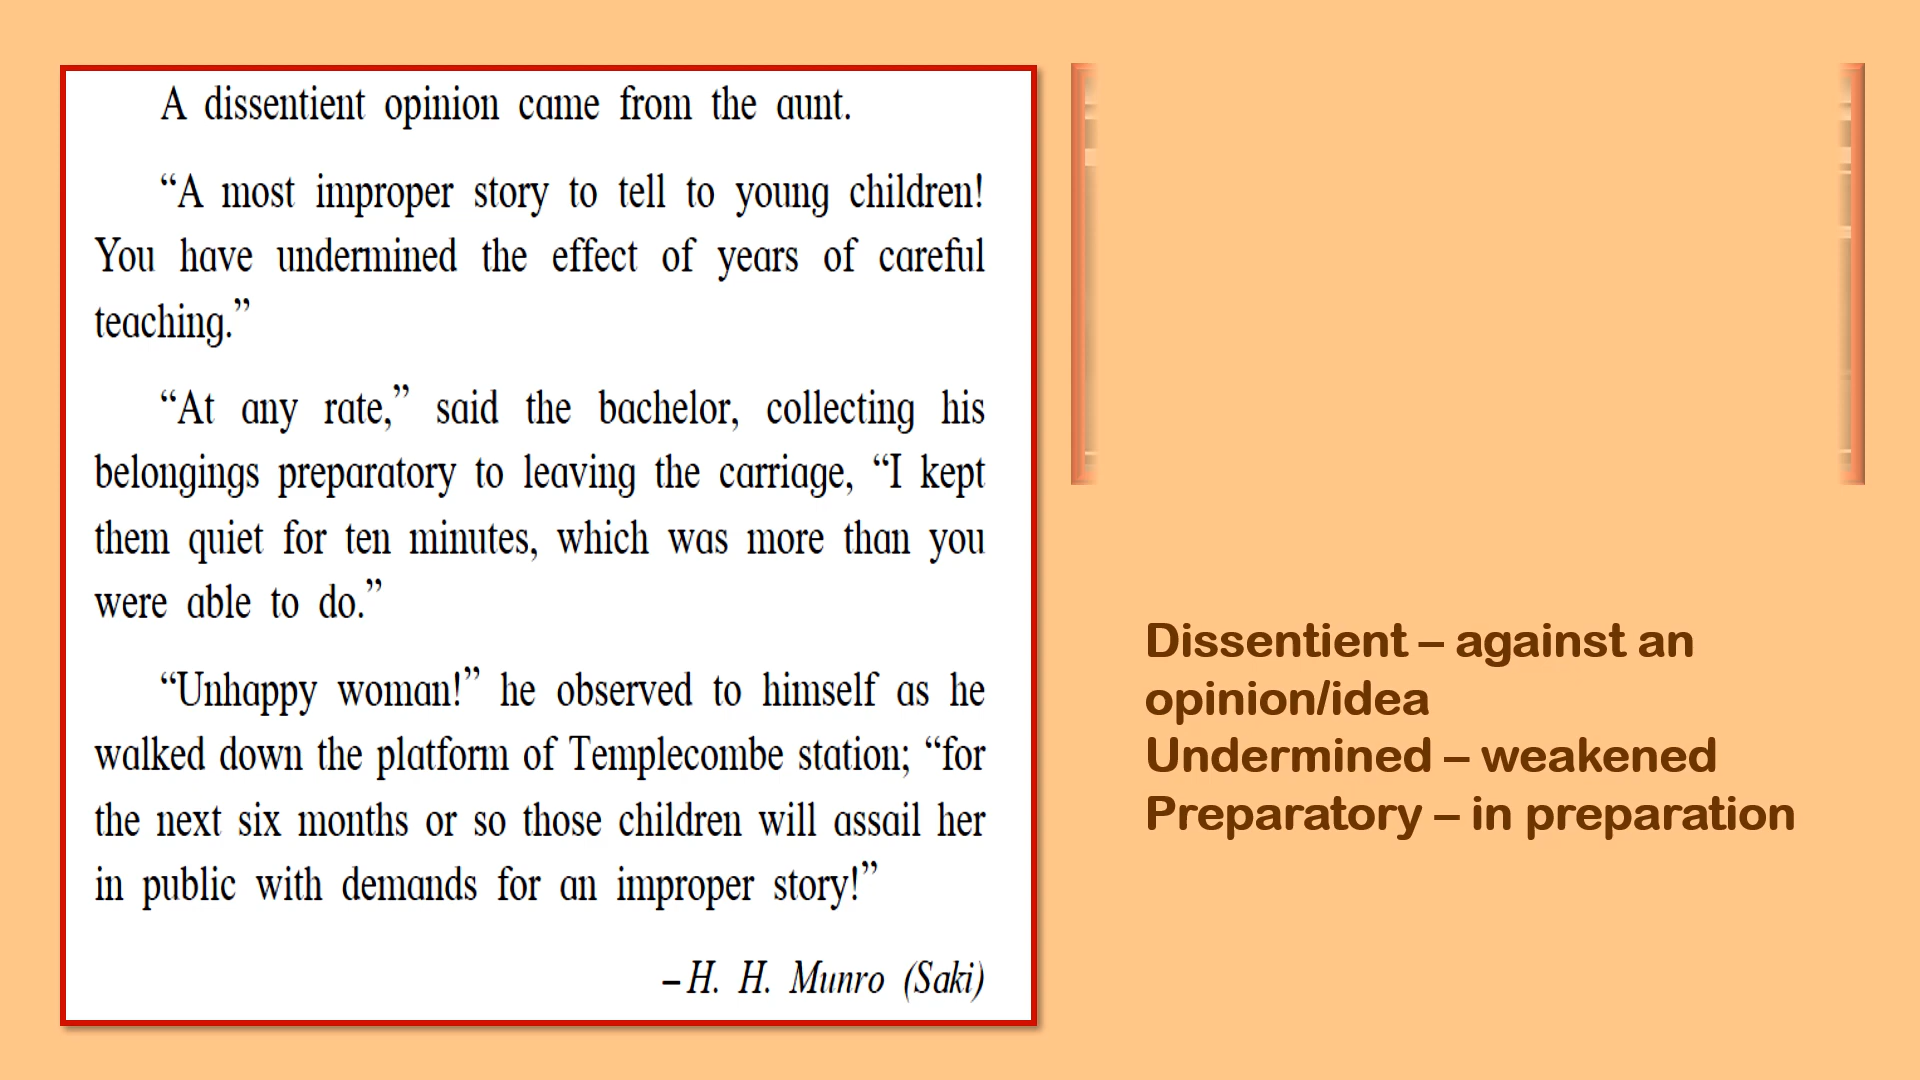 A dissentient opinion came from the aunt.
“A most improper story to tell to young children!
You have undermined the effect of years of careful
teaching.”
“At any rate,” said the bachelor, collecting his
belongings preparatory to leaving the carriage, “I kept
them quiet for ten minutes, which was more than you
were able to do.”
“Unhappy woman!” he observed to himself as he
walked down the platform of Templecombe station; “for
the next six months or so those children will assail her
in public with demands for an improper story!”
– H. H. Munro (Saki)
Dissentient – against an
opinion/idea
Undermined – weakened
Preparatory – in preparation